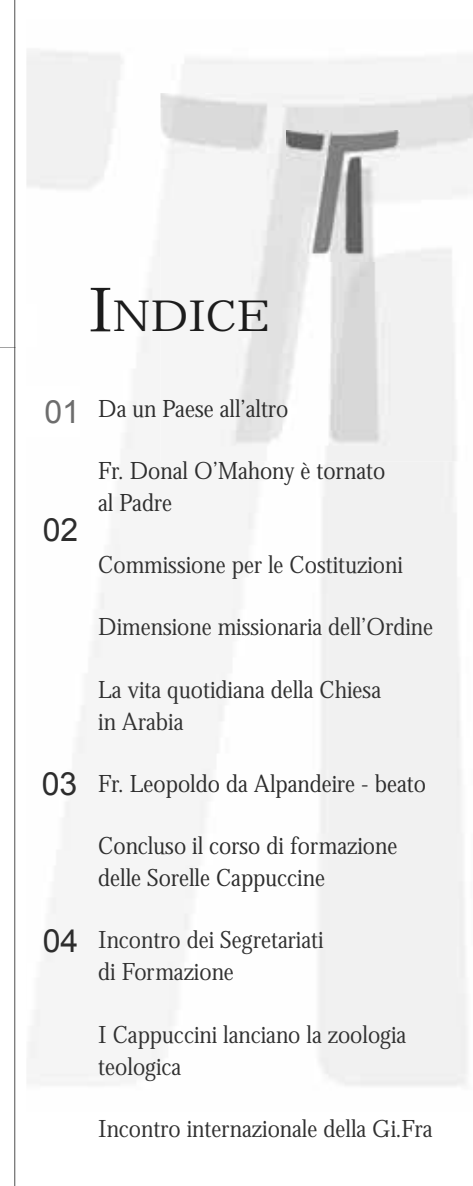 INDICE
01 Da un Paese all’altro
Fr. Donal O’Mahony è tornato
al Padre
02
Commissione per le Costituzioni
Dimensione missionaria dell’Ordine
La vita quotidiana della Chiesa
in Arabia
03 Fr. Leopoldo da Alpandeire - beato
Concluso il corso di formazione
delle Sorelle Cappuccine
04 Incontro dei Segretariati
di Formazione
I Cappuccini lanciano la zoologia
teologica
Incontro internazionale della Gi.Fra